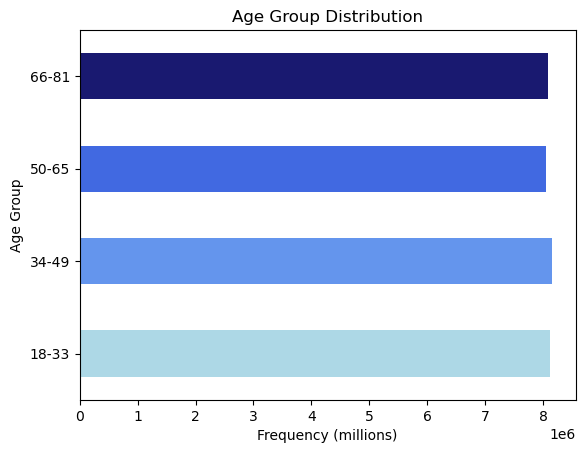 Age Group Distribution
66-81
50-65
34-49
18-33
Age Group
0 1 2 3 4 5 6 7 8
1e6
Frequency (millions)